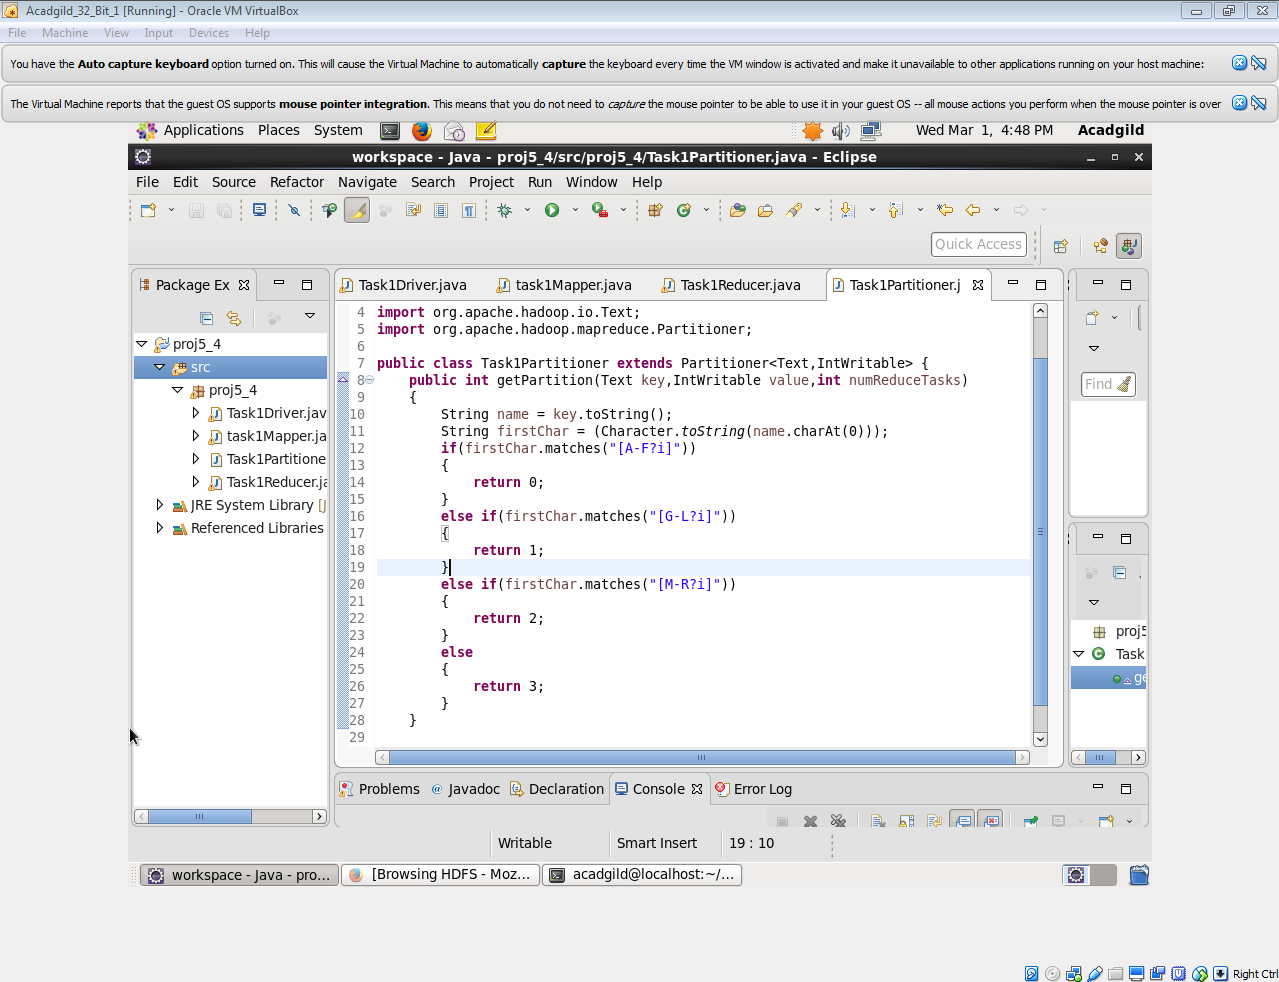 Acadgild_32_Bit_1 [Running] - Oracle VM VirtualBox
File Machine View Input Devices Help
You have the Auto capture keyboard option turned on. This will cause the Virtual Machine to automatically capture the keyboard every time the VM window is activated and make it unavailable to other applications running on your host machine:
The Virtual Machine reports that the guest OS supports mouse pointer integration. This means that you do not need to capture the mouse pointer to be able to use it in your guest OS -- all mouse actions you perform when the mouse pointer is over
Applications Places System Wed Mar 1, 4:48 PM Acadgild
workspace - Java - proj5_4/src/proj5_4/Task1Partitioner.java - Eclipse
File Edit Source Refactor Navigate Search Project Run Window Help
Quick Access
Package Ex
Task1Driver.java task1Mapper.java Task1Reducer.java Task1Partitioner.j
proj5_4
src
proj5_4
Task1Driver.jav
task1Mapper.ja
Task1Partitione
Task1Reducer.ja
JRE System Library [J
Referenced Libraries
4 import org.apache.hadoop.io.Text;
5 import org.apache.hadoop.mapreduce.Partitioner;
6
7 public class Task1Partitioner extends Partitioner<Text,IntWritable> {
8 public int getPartition(Text key,IntWritable value,int numReduceTasks)
9 {
10 String name = key.toString();
11 String firstChar = (Character.toString(name.charAt(0)));
12 if(firstChar.matches("[A-F?i]"))
13 {
14 return 0;
15 }
16 else if(firstChar.matches("[G-L?i]"))
17 {
18 return 1;
19 }
20 else if(firstChar.matches("[M-R?i]"))
21 {
22 return 2;
23 }
24 else
25 {
26 return 3;
27 }
28 }
29
Find
proj5
Task
ge
Problems Javadoc Declaration Console Error Log
Writable Smart Insert 19 : 10
workspace - Java - pro... [Browsing HDFS - Moz... acadgild@localhost:~/...
Right Ctrl